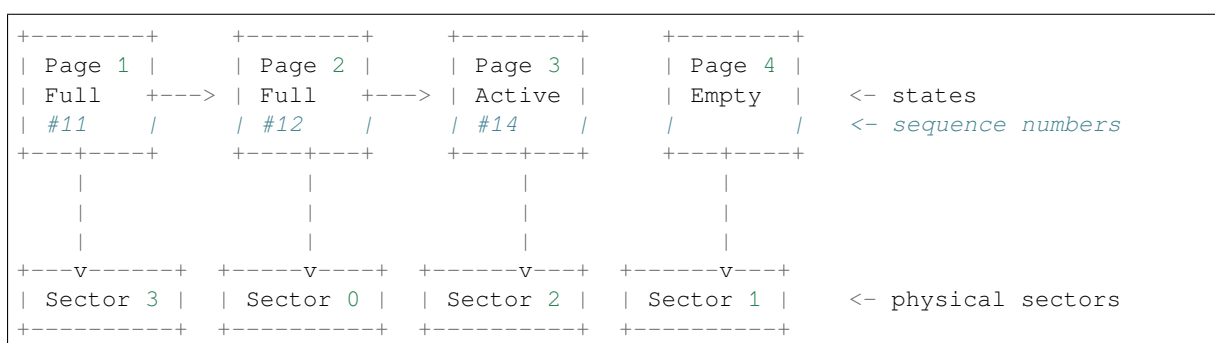 +--------+     +--------+     +--------+     +--------+
| Page 1 |     | Page 2 |     | Page 3 |     | Page 4 |
| Full   +---> | Full   +---> | Active |     | Empty  |   <- states
| #11    |     | #12    |     | #14    |     |        |   <- sequence numbers
+---+----+     +----+---+     +----+---+     +---+----+
    |               |              |             |
    |               |              |             |
    |               |              |             |
+---v------+  +-----v----+  +------v---+  +------v---+
| Sector 3 |  | Sector 0 |  | Sector 2 |  | Sector 1 |    <- physical sectors
+----------+  +----------+  +----------+  +----------+